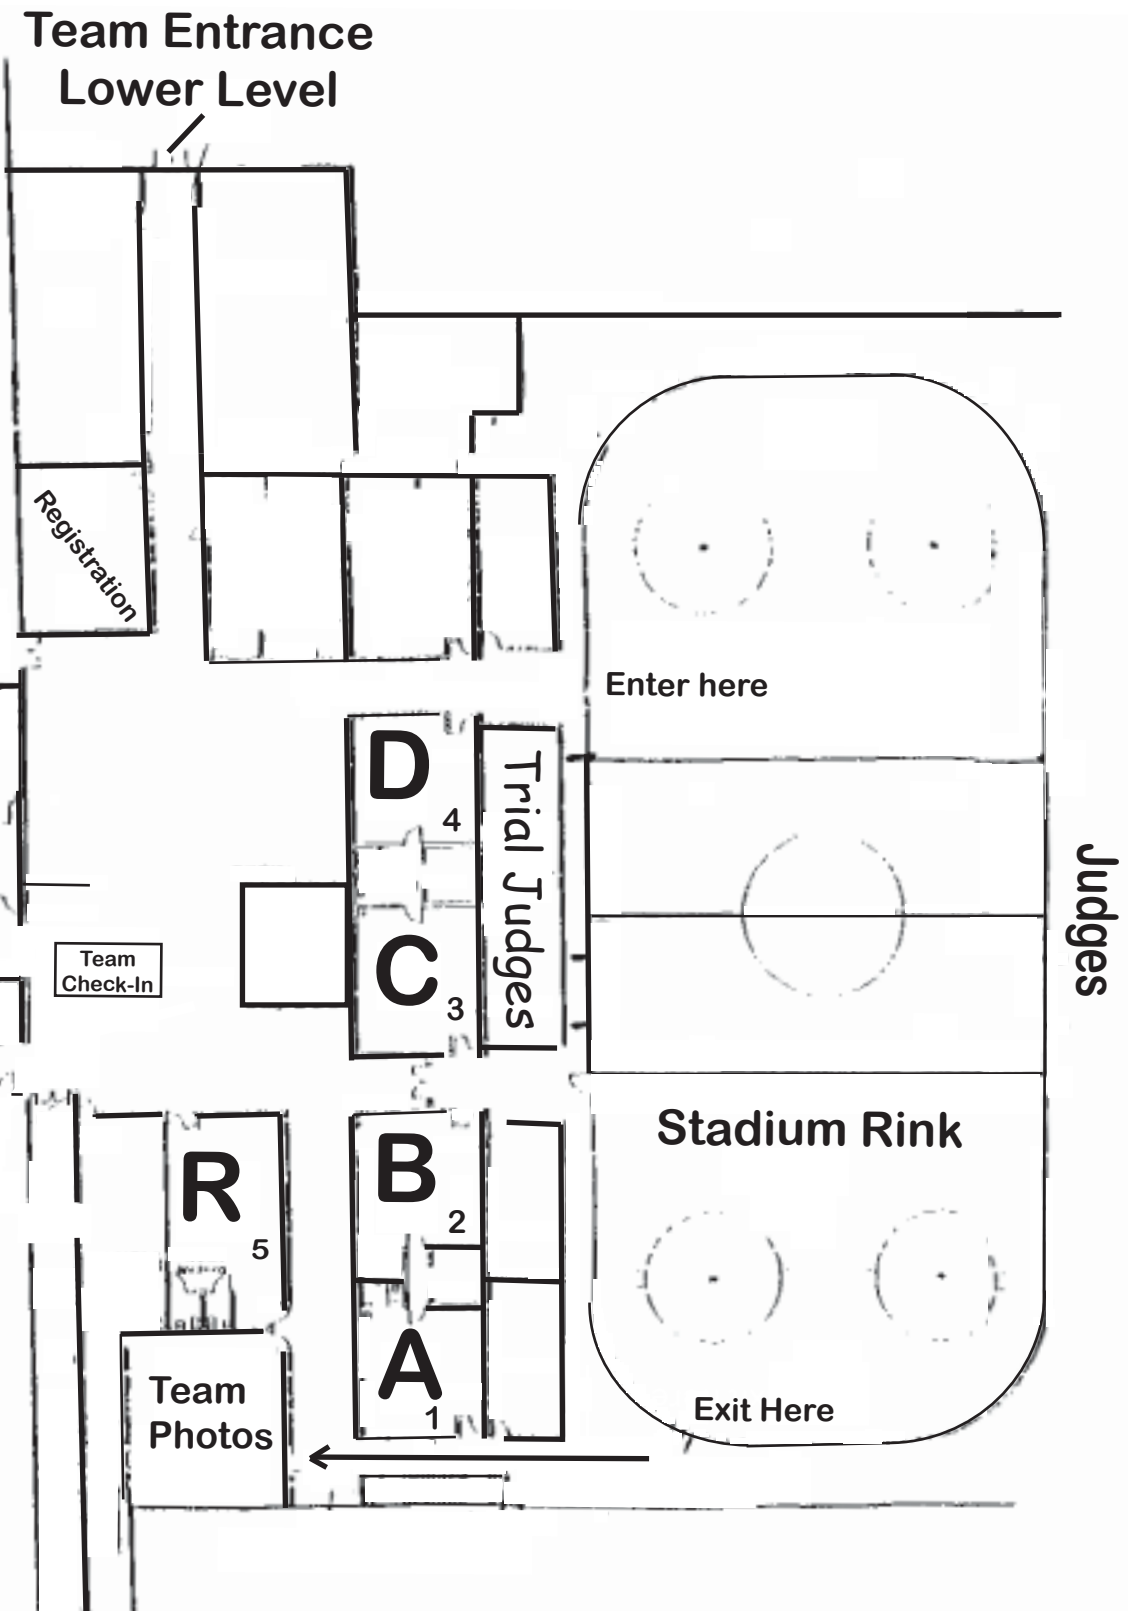 Team Entrance
Lower Level
Registration
Enter here
D
4
Trial Judges
C
3
Judges
Team
Check-In
Stadium Rink
R
5
B
2
A
1
Team
Photos
Exit Here